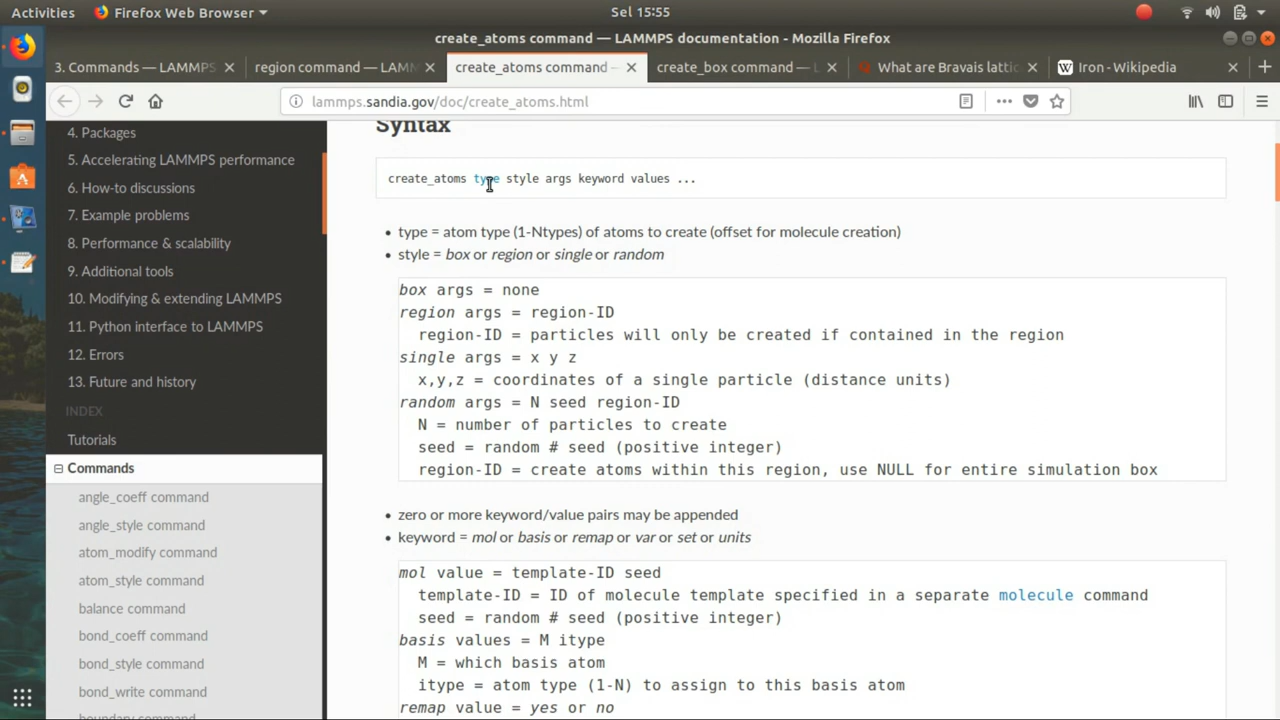 Activities
Firefox Web Browser
Sel 15:55
create_atoms command — LAMMPS documentation - Mozilla Firefox
3. Commands — LAMMPS
region command — LAMM
create_atoms command —
create_box command — L
What are Bravais lattic
W Iron - Wikipedia
lammps.sandia.gov/doc/create_atoms.html
4. Packages
5. Accelerating LAMMPS performance
6. How-to discussions
7. Example problems
8. Performance & scalability
9. Additional tools
10. Modifying & extending LAMMPS
11. Python interface to LAMMPS
12. Errors
13. Future and history
INDEX
Tutorials
Commands
angle_coeff command
angle_style command
atom_modify command
atom_style command
balance command
bond_coeff command
bond_style command
bond_write command
boundary command
Syntax
create_atoms type style args keyword values ...
• type = atom type (1-Ntypes) of atoms to create (offset for molecule creation)
• style = box or region or single or random
box args = none
region args = region-ID
region-ID = particles will only be created if contained in the region
single args = x y z
x,y,z = coordinates of a single particle (distance units)
random args = N seed region-ID
N = number of particles to create
seed = random # seed (positive integer)
region-ID = create atoms within this region, use NULL for entire simulation box
• zero or more keyword/value pairs may be appended
• keyword = mol or basis or remap or var or set or units
mol value = template-ID seed
template-ID = ID of molecule template specified in a separate molecule command
seed = random # seed (positive integer)
basis values = M itype
M = which basis atom
itype = atom type (1-N) to assign to this basis atom
remap value = yes or no